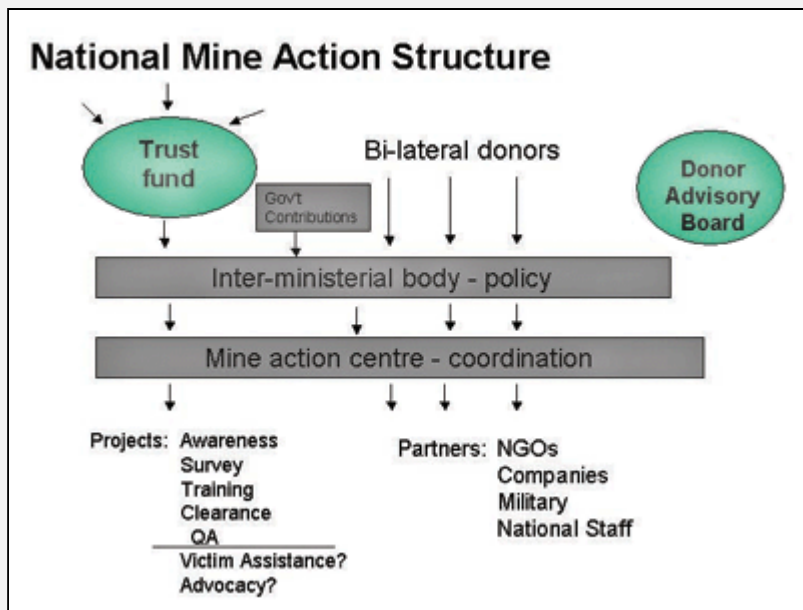 National Mine Action Structure
Trust
fund
Bi-lateral donors
Donor
Advisory
Board
Gov't
Contributions
Inter-ministerial body - policy
Mine action centre - coordination
Projects: Awareness
Survey
Training
Clearance
QA
Victim Assistance?
Advocacy?
Partners: NGOs
Companies
Military
National Staff